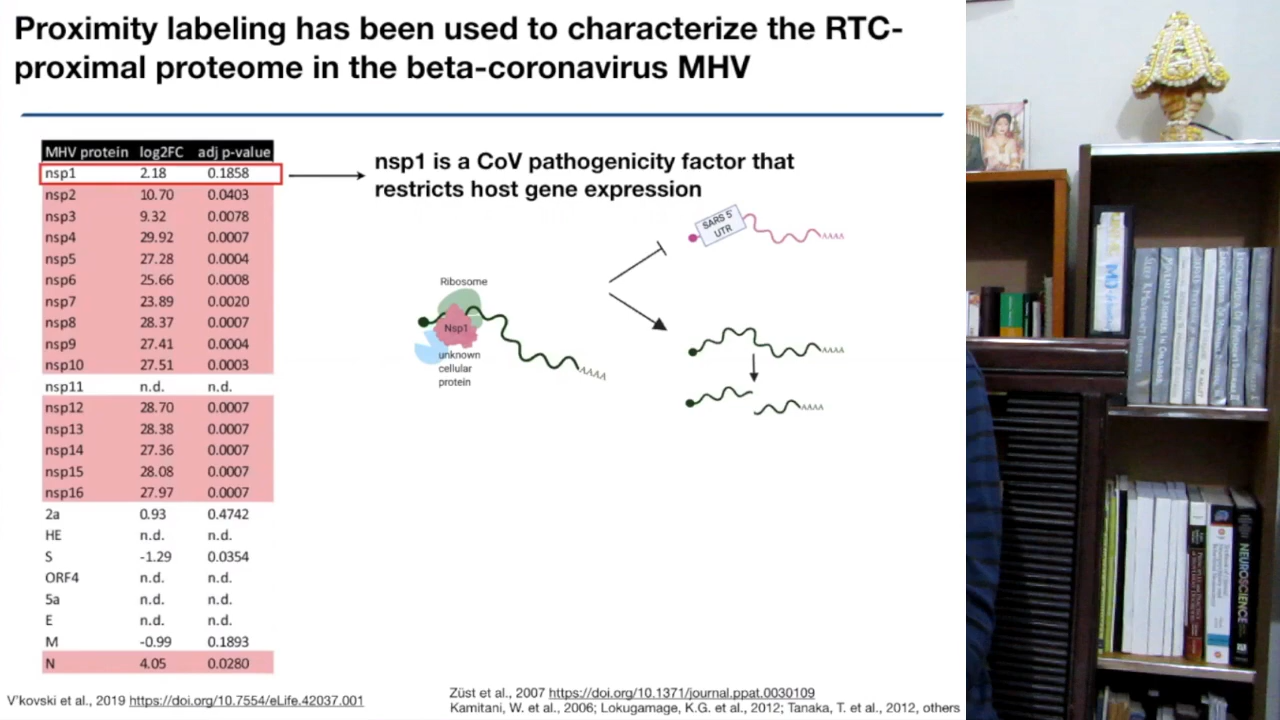 Proximity labeling has been used to characterize the RTC-
proximal proteome in the beta-coronavirus MHV
MHV protein log2FC adj p-value
nsp1 2.18 0.1858
nsp2 10.70 0.0403
nsp3 9.32 0.0078
nsp4 29.92 0.0007
nsp5 27.28 0.0004
nsp6 25.66 0.0008
nsp7 23.89 0.0020
nsp8 28.37 0.0007
nsp9 27.41 0.0004
nsp10 27.51 0.0003
nsp11 n.d. n.d.
nsp12 28.70 0.0007
nsp13 28.38 0.0007
nsp14 27.36 0.0007
nsp15 28.08 0.0007
nsp16 27.97 0.0007
2a 0.93 0.4742
HE n.d. n.d.
S -1.29 0.0354
ORF4 n.d. n.d.
5a n.d. n.d.
E n.d. n.d.
M -0.99 0.1893
N 4.05 0.0280
nsp1 is a CoV pathogenicity factor that
restricts host gene expression
Ribosome
Nsp1
unknown
cellular
protein
AAAA
SARS 5'
UTR
AAAA
AAAA
AAAA
V'kovski et al., 2019 https://doi.org/10.7554/eLife.42037.001
Züst et al., 2007 https://doi.org/10.1371/journal.ppat.0030109
Kamitani, W. et al., 2006; Lokugamage, K.G. et al., 2012; Tanaka, T. et al., 2012, others
NEUROSCIENCE